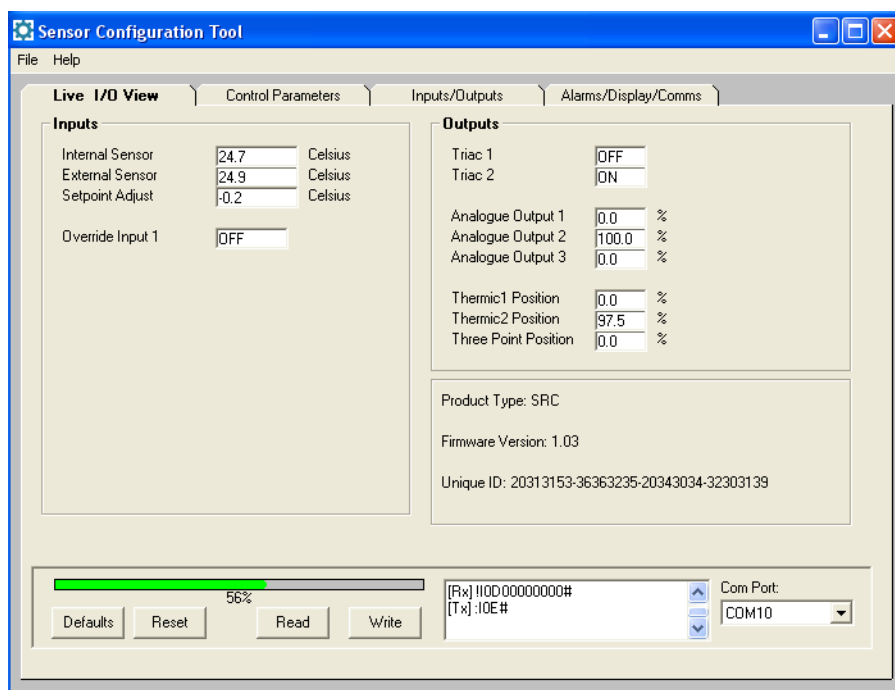 Sensor Configuration Tool
File Help
Live I/O View Control Parameters Inputs/Outputs Alarms/Display/Comms
Inputs
Internal Sensor 24.7 Celsius
External Sensor 24.9 Celsius
Setpoint Adjust -0.2 Celsius
Override Input 1 OFF
Outputs
Triac 1 OFF
Triac 2 ON
Analogue Output 1 0.0 %
Analogue Output 2 100.0 %
Analogue Output 3 0.0 %
Thermic1 Position 0.0 %
Thermic2 Position 97.5 %
Three Point Position 0.0 %
Product Type: SRC
Firmware Version: 1.03
Unique ID: 20313153-36363235-20343034-32303139
56%
Defaults Reset Read Write
[Rx] !I0D00000000#
[Tx] :I0E#
Com Port:
COM10